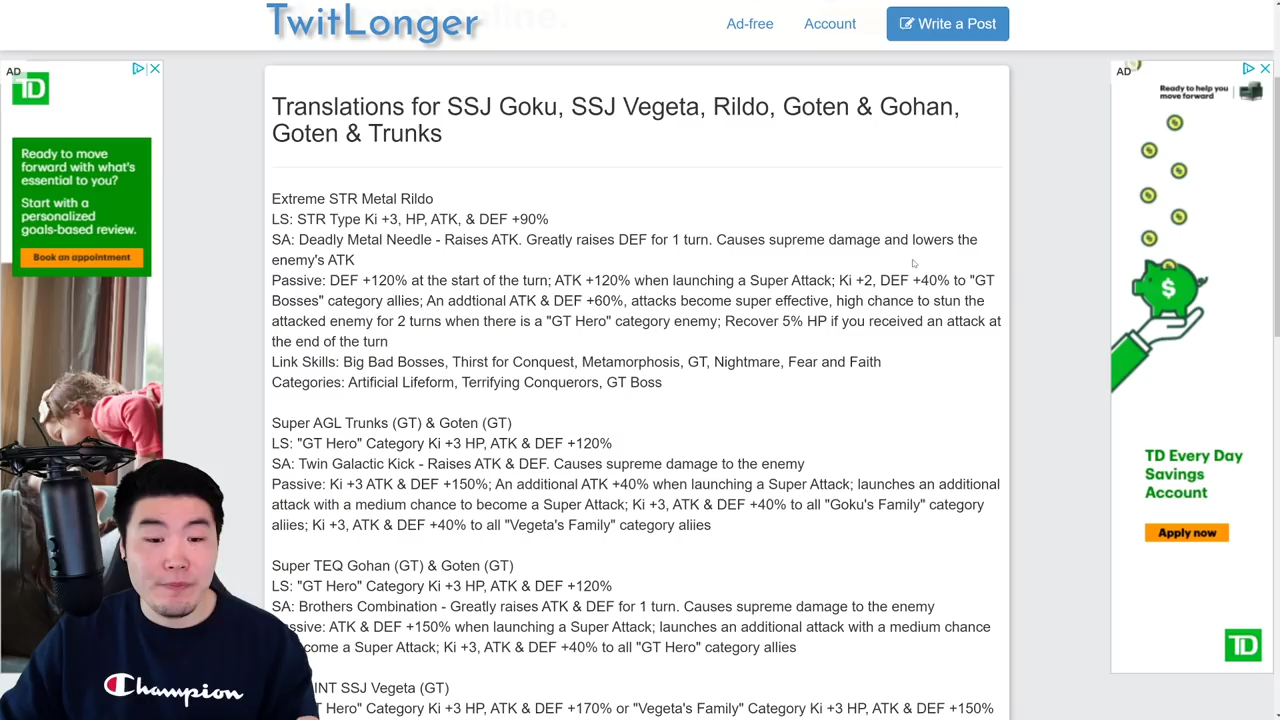 TwitLonger
Ad-free
Account
Write a Post
AD
TD
Ready to move
forward with what's
essential to you?
Start with a
personalized
goals-based review.
Book an appointment
Translations for SSJ Goku, SSJ Vegeta, Rildo, Goten & Gohan,
Goten & Trunks
Extreme STR Metal Rildo
LS: STR Type Ki +3, HP, ATK, & DEF +90%
SA: Deadly Metal Needle - Raises ATK. Greatly raises DEF for 1 turn. Causes supreme damage and lowers the
enemy's ATK
Passive: DEF +120% at the start of the turn; ATK +120% when launching a Super Attack; Ki +2, DEF +40% to "GT
Bosses" category allies; An addtional ATK & DEF +60%, attacks become super effective, high chance to stun the
attacked enemy for 2 turns when there is a "GT Hero" category enemy; Recover 5% HP if you received an attack at
the end of the turn
Link Skills: Big Bad Bosses, Thirst for Conquest, Metamorphosis, GT, Nightmare, Fear and Faith
Categories: Artificial Lifeform, Terrifying Conquerors, GT Boss
Super AGL Trunks (GT) & Goten (GT)
LS: "GT Hero" Category Ki +3 HP, ATK & DEF +120%
SA: Twin Galactic Kick - Raises ATK & DEF. Causes supreme damage to the enemy
Passive: Ki +3 ATK & DEF +150%; An additional ATK +40% when launching a Super Attack; launches an additional
attack with a medium chance to become a Super Attack; Ki +3, ATK & DEF +40% to all "Goku's Family" category
aliies; Ki +3, ATK & DEF +40% to all "Vegeta's Family" category aliies
Super TEQ Gohan (GT) & Goten (GT)
LS: "GT Hero" Category Ki +3 HP, ATK & DEF +120%
SA: Brothers Combination - Greatly raises ATK & DEF for 1 turn. Causes supreme damage to the enemy
assive: ATK & DEF +150% when launching a Super Attack; launches an additional attack with a medium chance
come a Super Attack; Ki +3, ATK & DEF +40% to all "GT Hero" category allies
INT SSJ Vegeta (GT)
T Hero" Category Ki +3 HP, ATK & DEF +170% or "Vegeta's Family" Category Ki +3 HP, ATK & DEF +150%
Champion
AD
Ready to help you
move forward
TD Every Day
Savings
Account
Apply now
TD